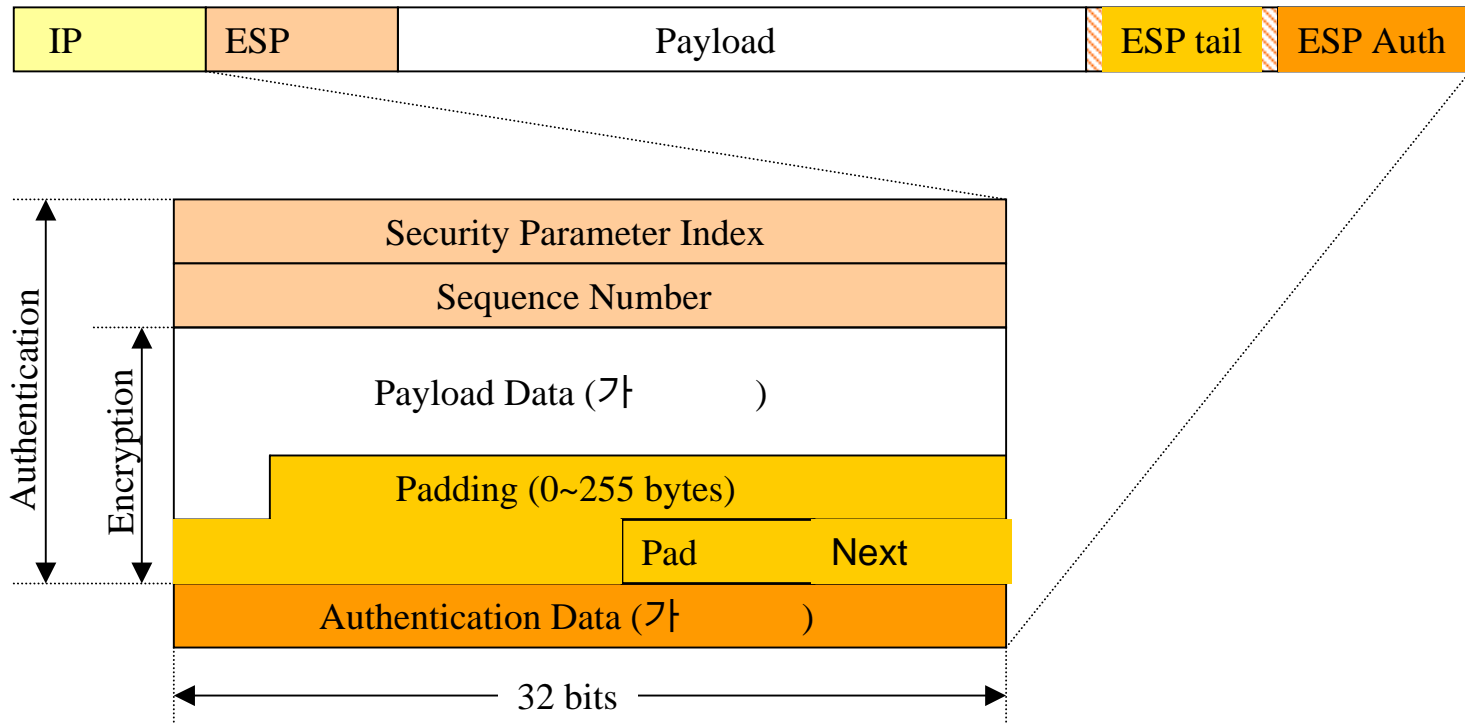 IP ESP Payload ESP tail ESP Auth
Security Parameter Index
Sequence Number
Payload Data (가 )
Padding (0~255 bytes)
Pad Next
Authentication Data (가 )
Authentication
Encryption
32 bits